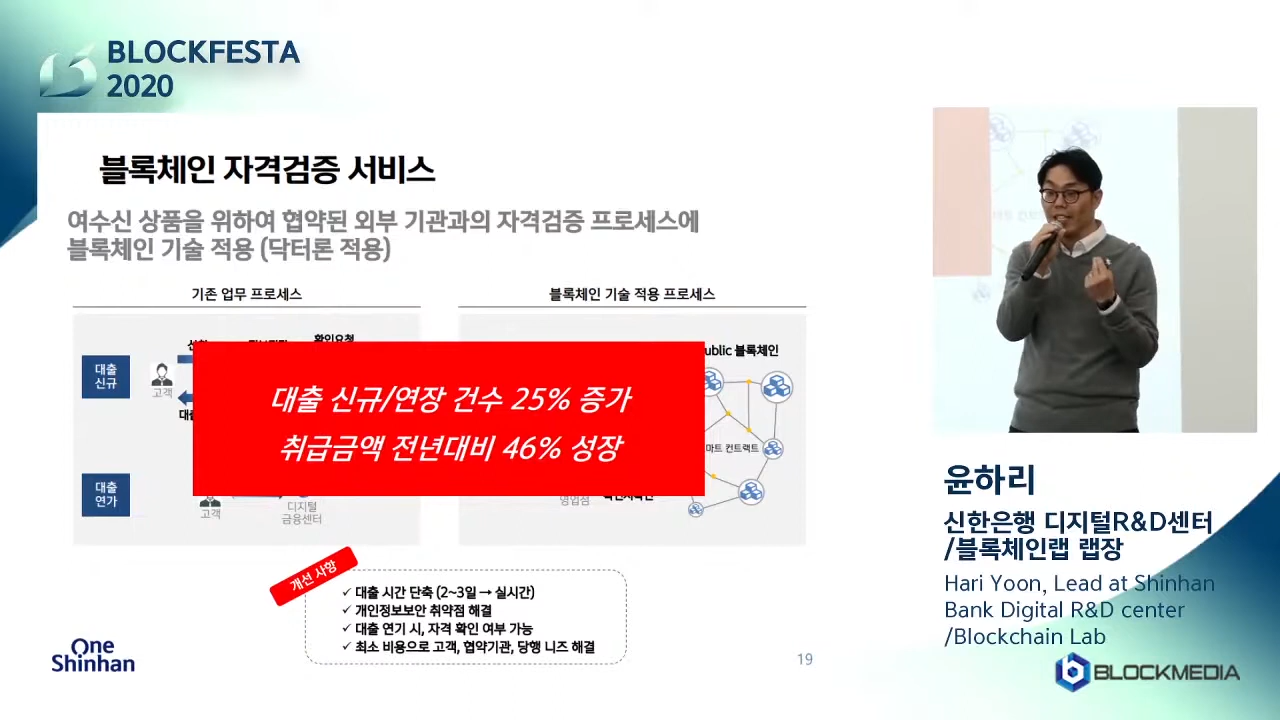 BLOCKFESTA
2020
블록체인 자격검증 서비스
여수신 상품을 위하여 협약된 외부 기관과의 자격검증 프로세스에
블록체인 기술 적용 (닥터론 적용)
기존 업무 프로세스
블록체인 기술 적용 프로세스
확인요청
대출
신규
고객
대출 신규/연장 건수 25% 증가
취급금액 전년대비 46% 성장
블록체인
컨트랙트
대출
연가
고객
디지털
금융센터
영업점
개선 사항
✓ 대출 시간 단축 (2~3일 → 실시간)
✓ 개인정보보안 취약점 해결
✓ 대출 연기 시, 자격 확인 여부 가능
✓ 최소 비용으로 고객, 협약기관, 당행 니즈 해결
One
Shinhan
19
윤하리
신한은행 디지털R&D센터
/블록체인랩 랩장
Hari Yoon, Lead at Shinhan
Bank Digital R&D center
/Blockchain Lab
BLOCKMEDIA